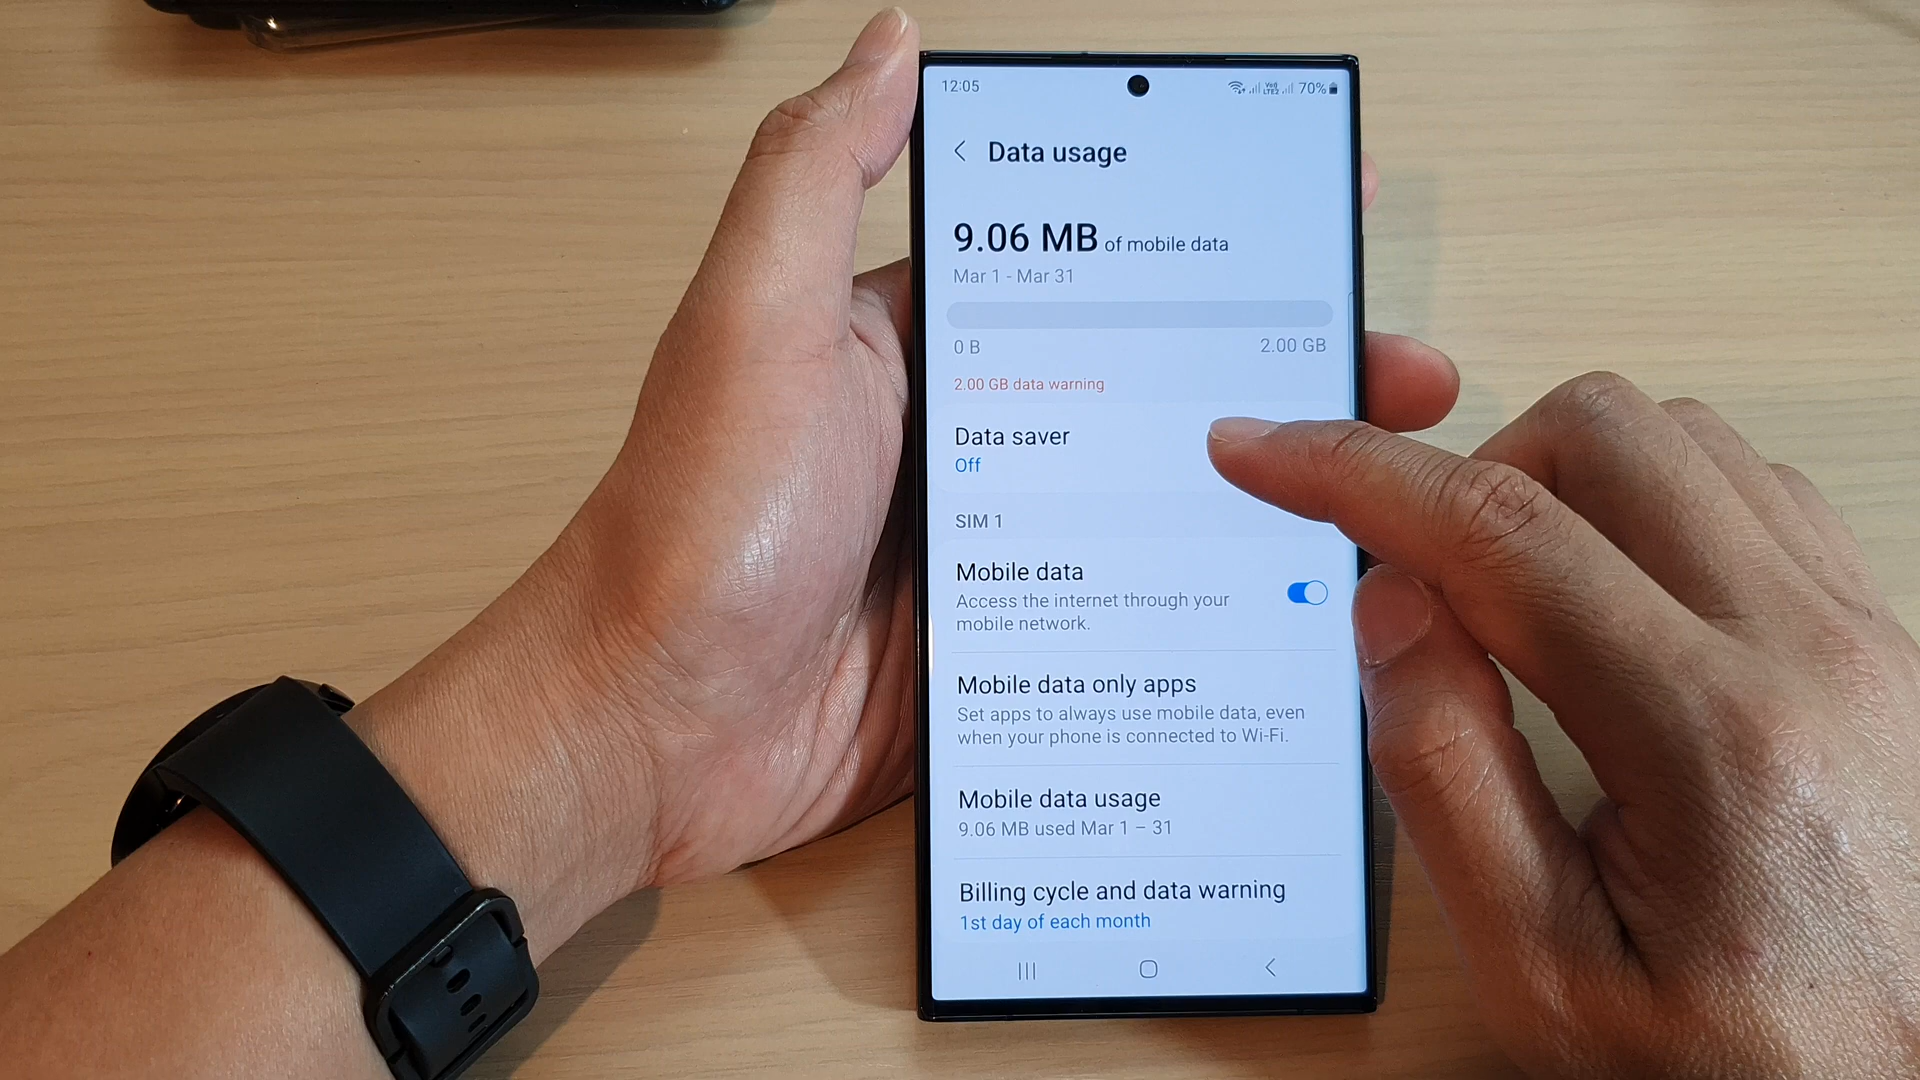 12:05
Vo) LTE2 70%
Data usage
9.06 MB of mobile data
Mar 1 - Mar 31
0 B 2.00 GB
2.00 GB data warning
Data saver
Off
SIM 1
Mobile data
Access the internet through your
mobile network.
Mobile data only apps
Set apps to always use mobile data, even
when your phone is connected to Wi-Fi.
Mobile data usage
9.06 MB used Mar 1 – 31
Billing cycle and data warning
1st day of each month